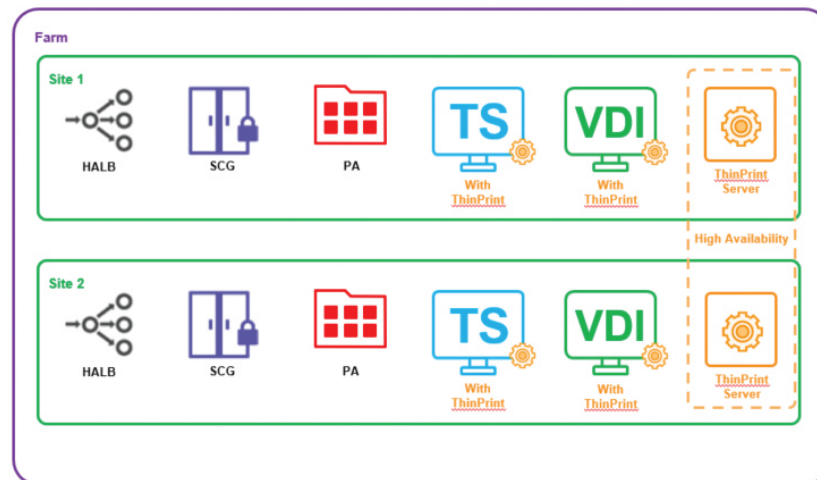 Farm
Site 1
TS
VDI
HALB
SCG
PA
With
ThinPrint
With
ThinPrint
ThinPrint
Server
High Availability
Site 2
TS
VDI
HALB
SCG
PA
With
ThinPrint
With
ThinPrint
ThinPrint
Server